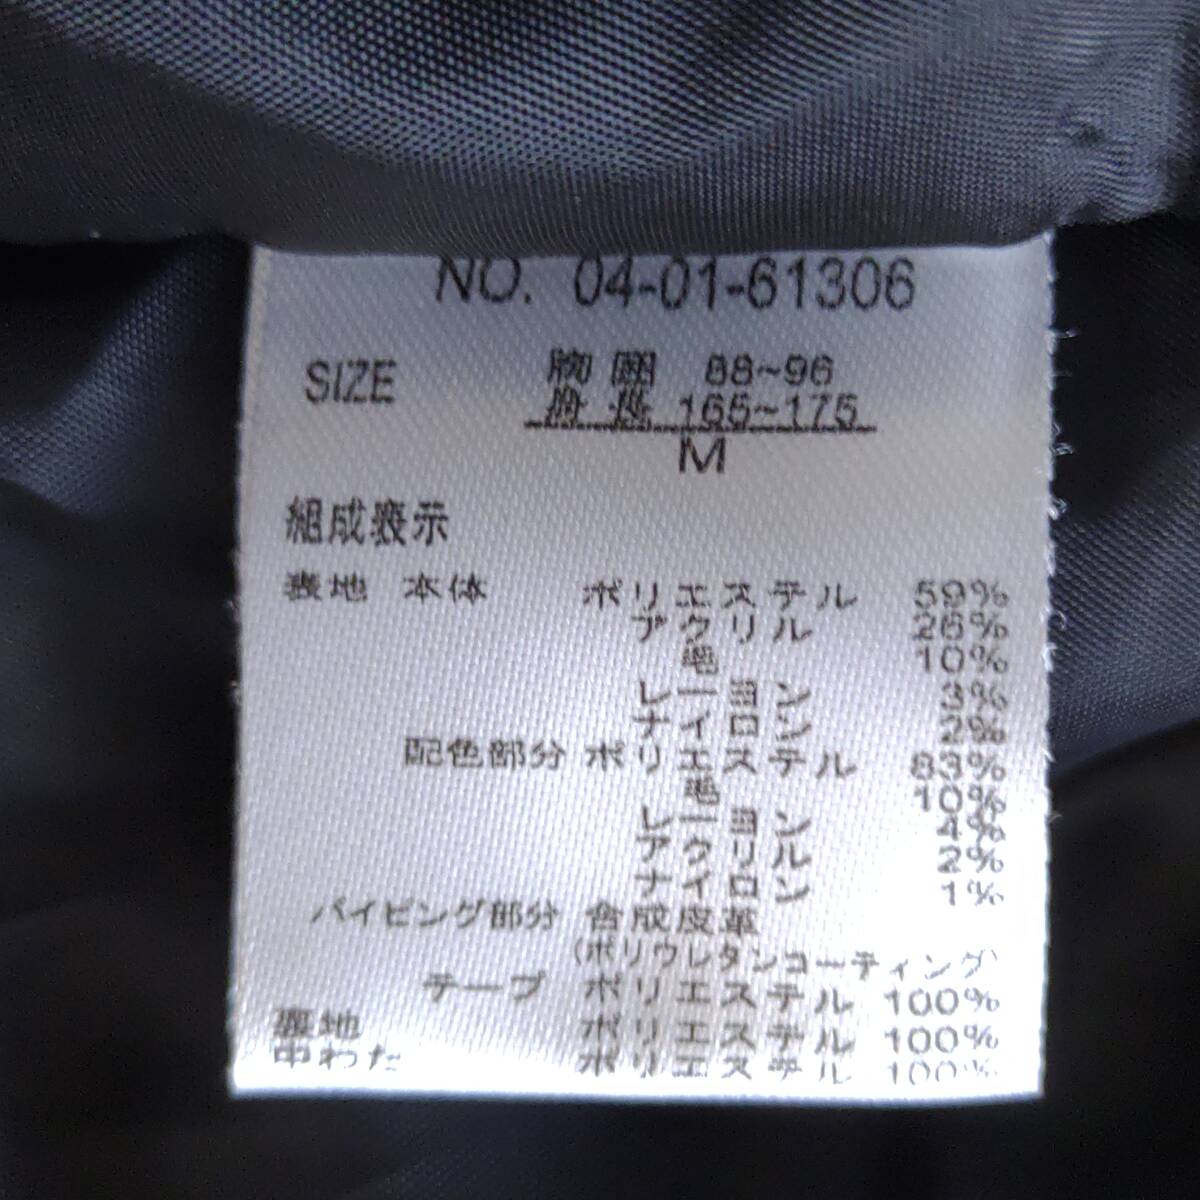 NO. 04-01-61306
SIZE 胸囲 88~96
身長 165~175
M
組成表示
表地 本体 ポリエステル 59%
アクリル 26%
毛 10%
レーヨン 3%
ナイロン 2%
配色部分 ポリエステル 83%
毛 10%
レーヨン 4%
アクリル 2%
ナイロン 1%
パイピング部分 合成皮革
(ポリウレタンコーティング)
テープ ポリエステル 100%
裏地 ポリエステル 100%
中わた ポリエステル 100%